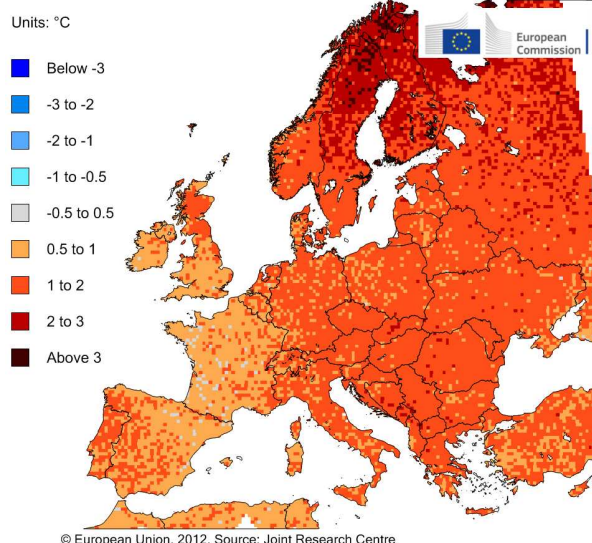 Units: °C
European
Commission
Below -3
-3 to -2
-2 to -1
-1 to -0.5
-0.5 to 0.5
0.5 to 1
1 to 2
2 to 3
Above 3
© European Union, 2012. Source: Joint Research Centre